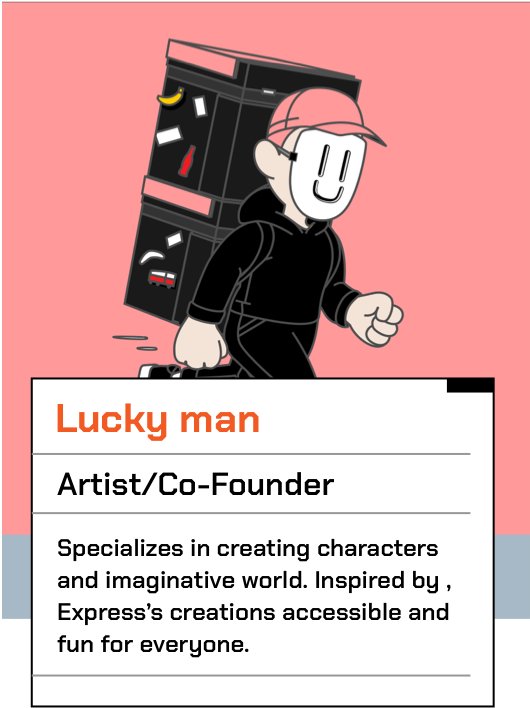 Lucky man
Artist/Co-Founder
Specializes in creating characters
and imaginative world. Inspired by ,
Express's creations accessible and
fun for everyone.